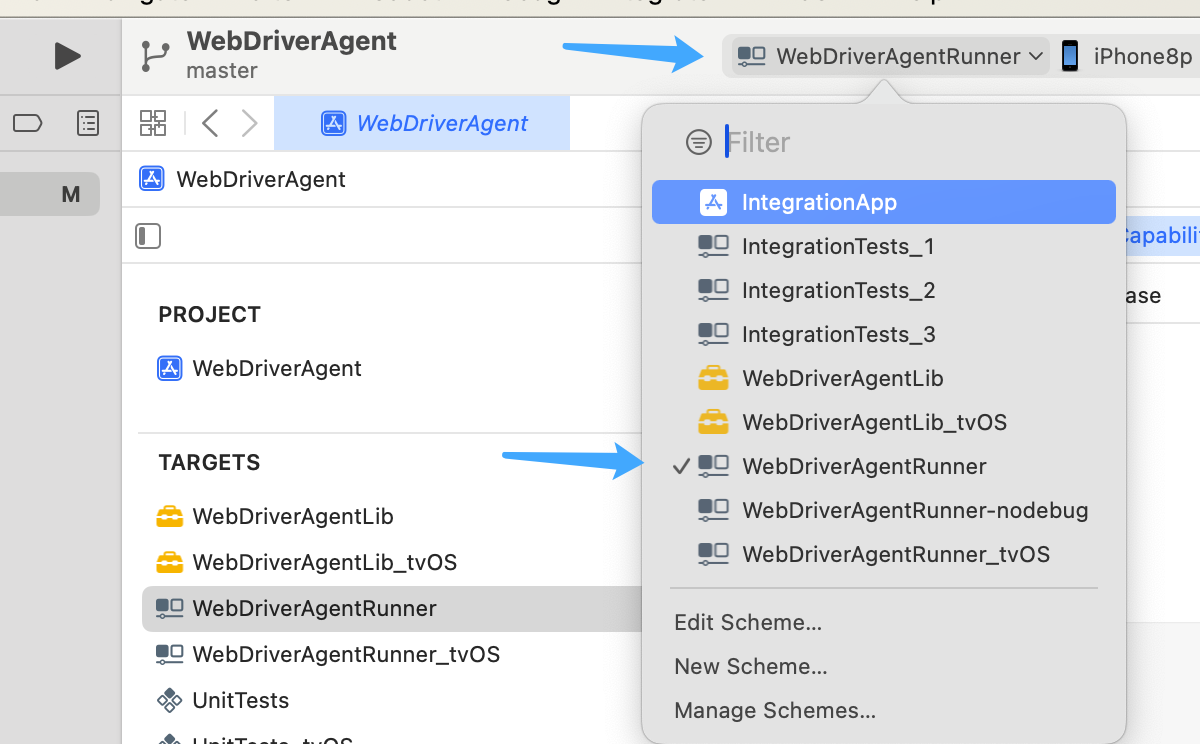 WebDriverAgent
master
WebDriverAgentRunner
iPhone8p
WebDriverAgent
M
WebDriverAgent
PROJECT
WebDriverAgent
TARGETS
WebDriverAgentLib
WebDriverAgentLib_tvOS
WebDriverAgentRunner
WebDriverAgentRunner_tvOS
UnitTests
UnitTests_tvOS
Filter
IntegrationApp
IntegrationTests_1
IntegrationTests_2
IntegrationTests_3
WebDriverAgentLib
WebDriverAgentLib_tvOS
WebDriverAgentRunner
WebDriverAgentRunner-nodebug
WebDriverAgentRunner_tvOS
Edit Scheme...
New Scheme...
Manage Schemes...
Capabili
ase